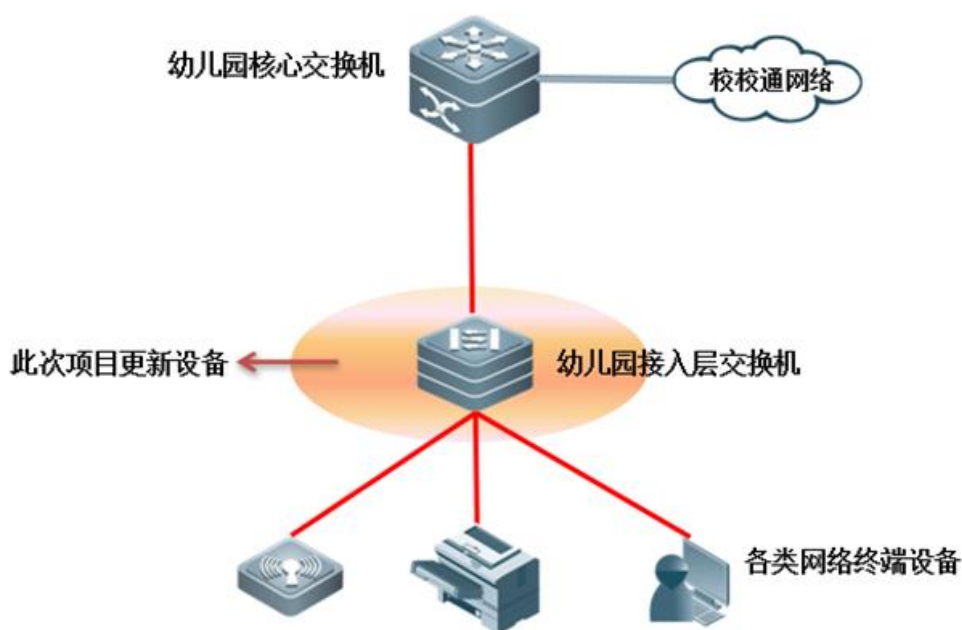 幼儿园核心交换机
校校通网络
此次项目更新设备
幼儿园接入层交换机
各类网络终端设备